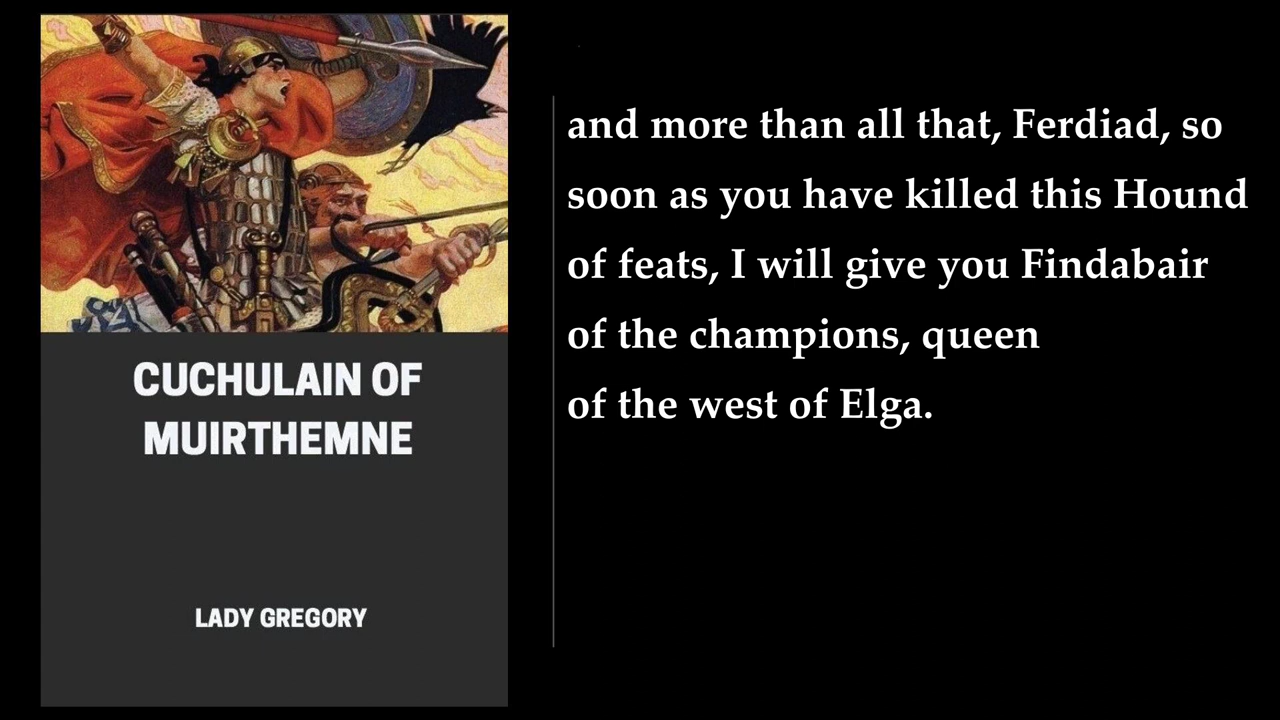 CUCHULAIN OF
MUIRTHEMNE
LADY GREGORY
and more than all that, Ferdiad, so
soon as you have killed this Hound
of feats, I will give you Findabair
of the champions, queen
of the west of Elga.